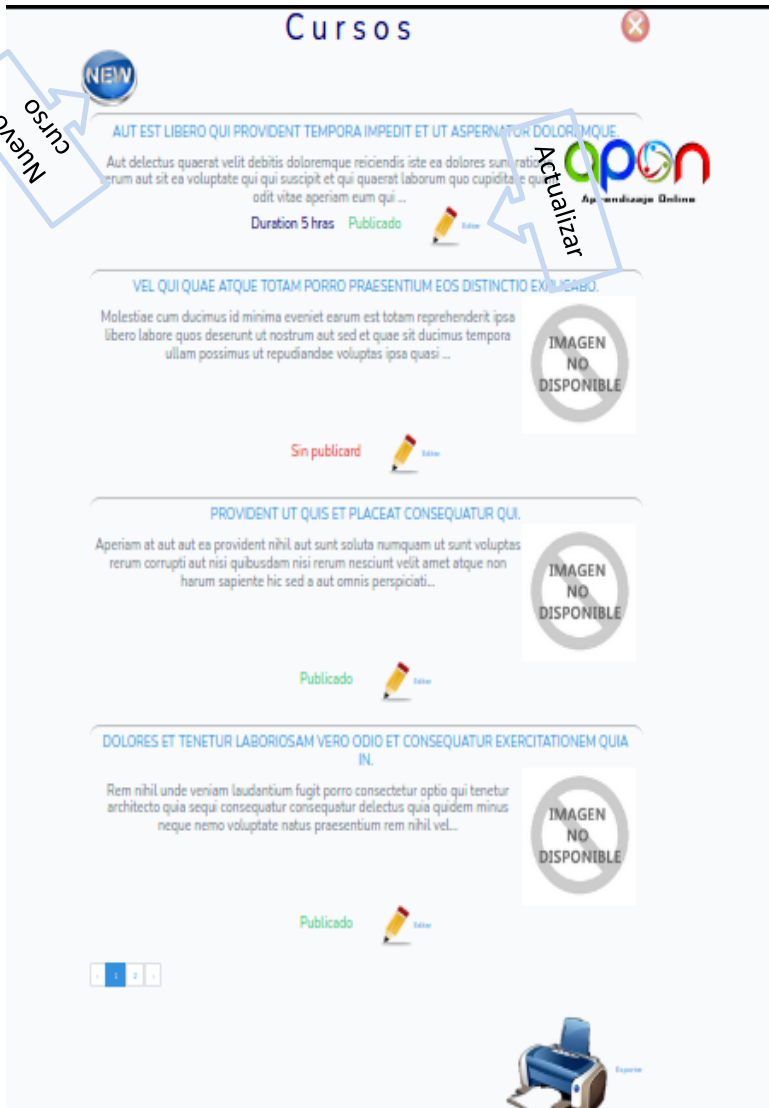 Cursos
NEW
Nuevo
curso
AUT EST LIBERO QUI PROVIDENT TEMPORA IMPEDIT ET UT ASPERNATUR DOLOREMQUE.
Aut delectus quaerat velit debitis doloremque reiciendis iste ea dolores sunt ratio
rerum aut sit ea voluptate qui qui suscipit et qui quaerat laborum quo cupiditate
odit vitae aperiam eum qui ...
Duration 5 hras Publicado Editar
Actualizar
apon
Aprendizaje Online
VEL QUI QUAE ATQUE TOTAM PORRO PRAESENTIUM EOS DISTINCTIO EXPLICABO.
Molestiae cum ducimus id minima eveniet earum est totam reprehenderit ipsa
libero labore quos deserunt ut nostrum aut sed et quae sit ducimus tempora
ullam possimus ut repudiandae voluptas ipsa quasi ...
IMAGEN
NO
DISPONIBLE
Sin publicard Editar
PROVIDENT UT QUIS ET PLACEAT CONSEQUATUR QUI.
Aperiam at aut aut ea provident nihil aut sunt soluta numquam ut sunt voluptas
rerum corrupti aut nisi quibusdam nisi rerum nesciunt velit amet atque non
harum sapiente hic sed a aut omnis perspiciati...
IMAGEN
NO
DISPONIBLE
Publicado Editar
DOLORES ET TENETUR LABORIOSAM VERO ODIO ET CONSEQUATUR EXERCITATIONEM QUIA
IN.
Rem nihil unde veniam laudantium fugit porro consectetur optio qui tenetur
architecto quia sequi consequatur consequatur delectus quia quidem minus
neque nemo voluptate natus praesentium rem nihil vel...
IMAGEN
NO
DISPONIBLE
Publicado Editar
‹ 1 2 ›
Exportar